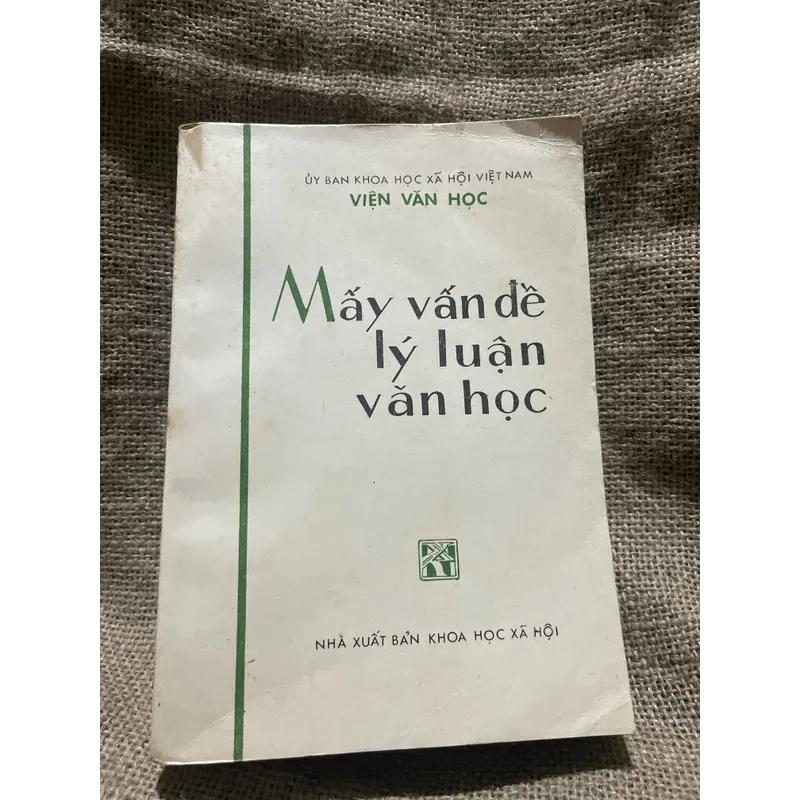 ỦY BAN KHOA HỌC XÃ HỘI VIỆT NAM
VIỆN VĂN HỌC
Mấy vấn đề
lý luận
văn học
NHÀ XUẤT BẢN KHOA HỌC XÃ HỘI